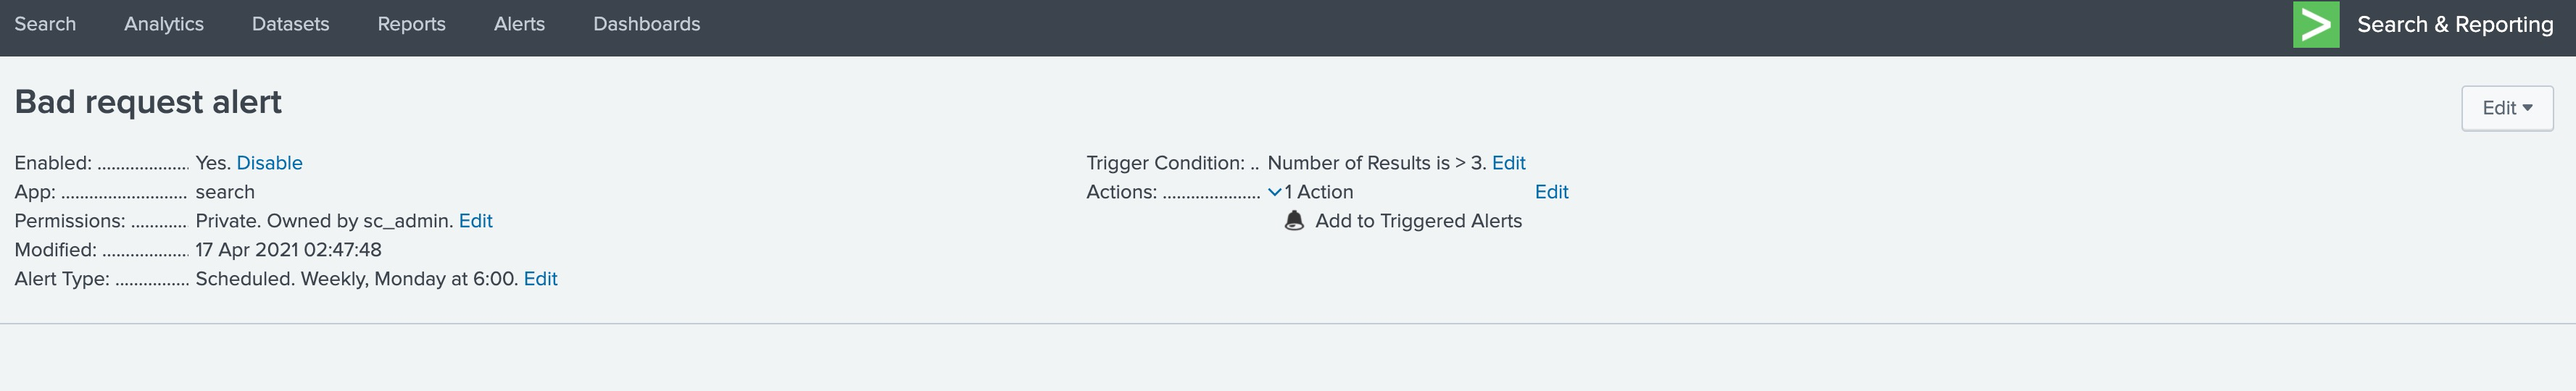 Search Analytics Datasets Reports Alerts Dashboards Search & Reporting
Bad request alert
Edit
Enabled: .................... Yes. Disable
App: ........................... search
Permissions: ............ Private. Owned by sc_admin. Edit
Modified: ................... 17 Apr 2021 02:47:48
Alert Type: ................ Scheduled. Weekly, Monday at 6:00. Edit
Trigger Condition: .. Number of Results is > 3. Edit
Actions: ..................... 1 Action Edit
Add to Triggered Alerts